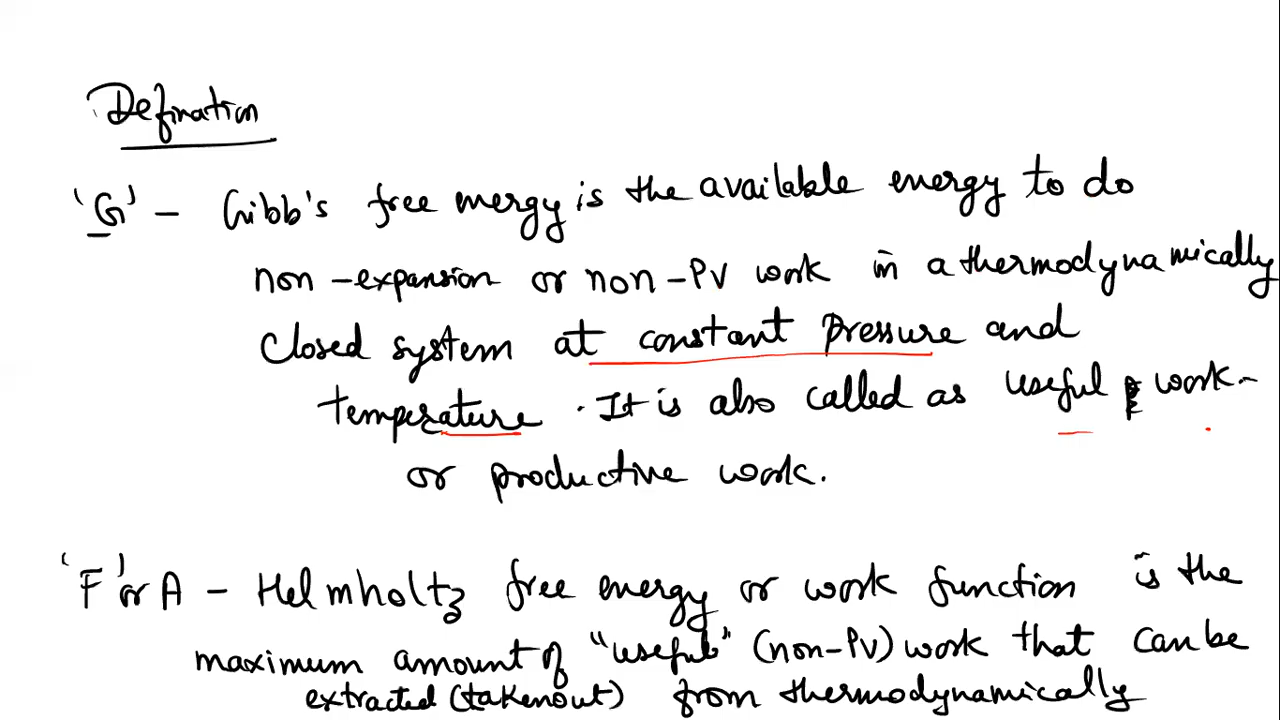 Defination
'G' - Gibb's free energy is the available energy to do
non-expansion or non-PV work in a thermodynamically
closed system at constant pressure and
temperature. It is also called as useful work-
or productive work.
'F' or A - Helmholtz free energy or work function is the
maximum amount of "useful" (non-PV) work that can be
extracted (takenout) from thermodynamically